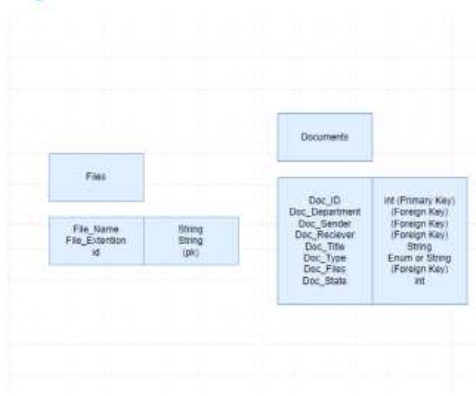 Documents
Files
File_Name String
File_Extention String
id (pk)
Doc_ID int (Primary Key)
Doc_Department (Foreign Key)
Doc_Sender (Foreign Key)
Doc_Reciever (Foreign Key)
Doc_Title String
Doc_Type Enum or String
Doc_Files (Foreign Key)
Doc_State int